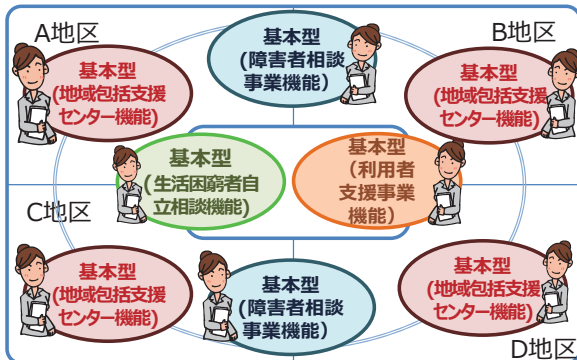 A地区
基本型
(障害者相談
事業機能)
B地区
基本型
(地域包括支援
センター機能)
基本型
(地域包括支援
センター機能)
基本型
(生活困窮者自
立相談機能)
基本型
(利用者
支援事業
機能)
C地区
基本型
(地域包括支援
センター機能)
基本型
(障害者相談
事業機能)
基本型
(地域包括支援
センター機能)
D地区